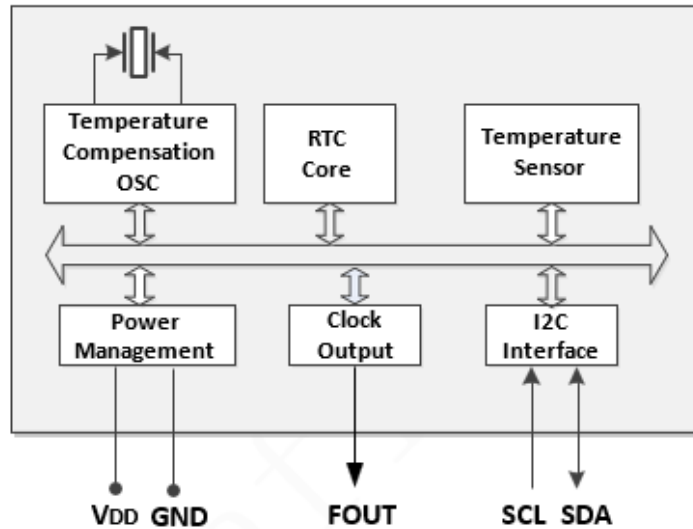 Temperature
Compensation
OSC
RTC
Core
Temperature
Sensor
Power
Management
Clock
Output
I2C
Interface
VDD GND
FOUT
SCL SDA